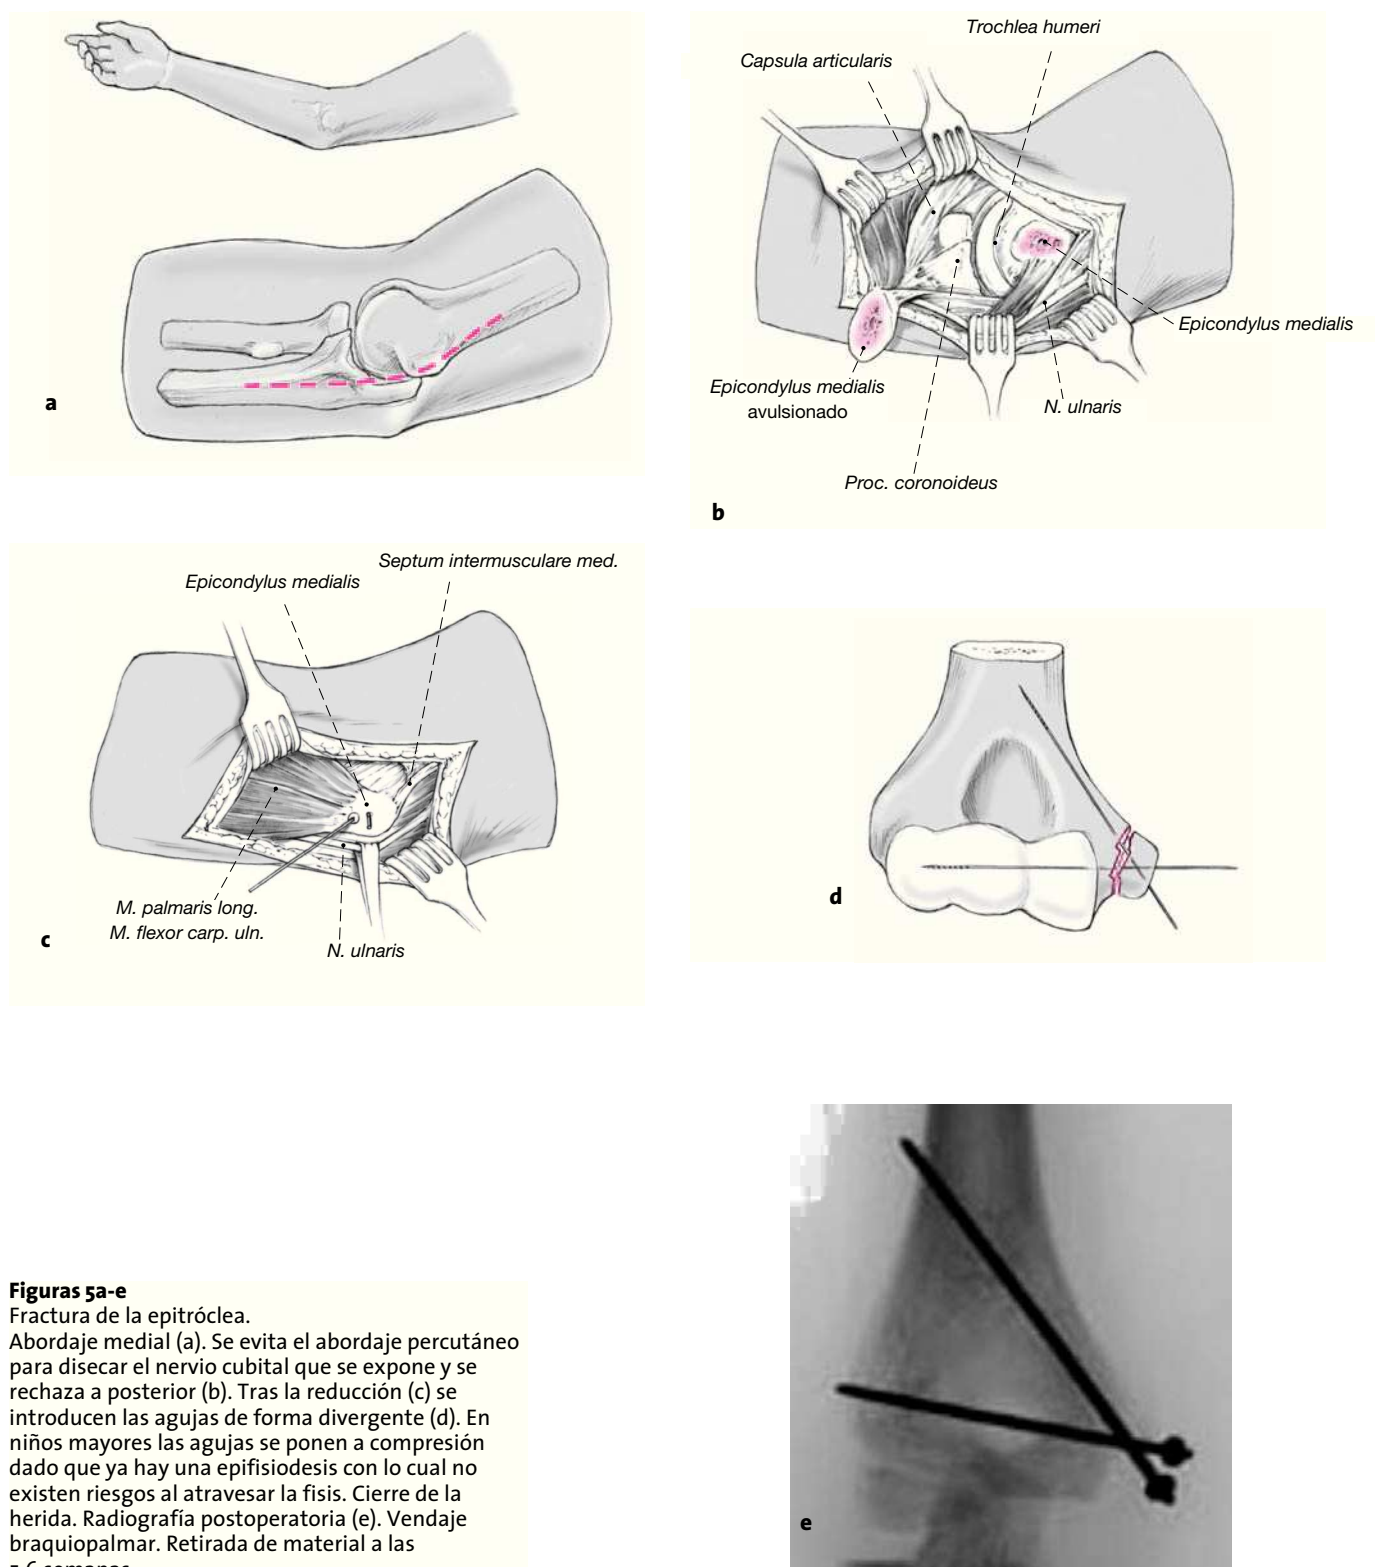 a
Trochlea humeri
Capsula articularis
Epicondylus medialis
Epicondylus medialis
avulsionado
N. ulnaris
Proc. coronoideus
b
Septum intermusculare med.
Epicondylus medialis
M. palmaris long.
M. flexor carp. uln.
N. ulnaris
c
d
e
Figuras 5a-e
Fractura de la epitróclea.
Abordaje medial (a). Se evita el abordaje percutáneo
para disecar el nervio cubital que se expone y se
rechaza a posterior (b). Tras la reducción (c) se
introducen las agujas de forma divergente (d). En
niños mayores las agujas se ponen a compresión
dado que ya hay una epifisiodesis con lo cual no
existen riesgos al atravesar la fisis. Cierre de la
herida. Radiografía postoperatoria (e). Vendaje
braquiopalmar. Retirada de material a las